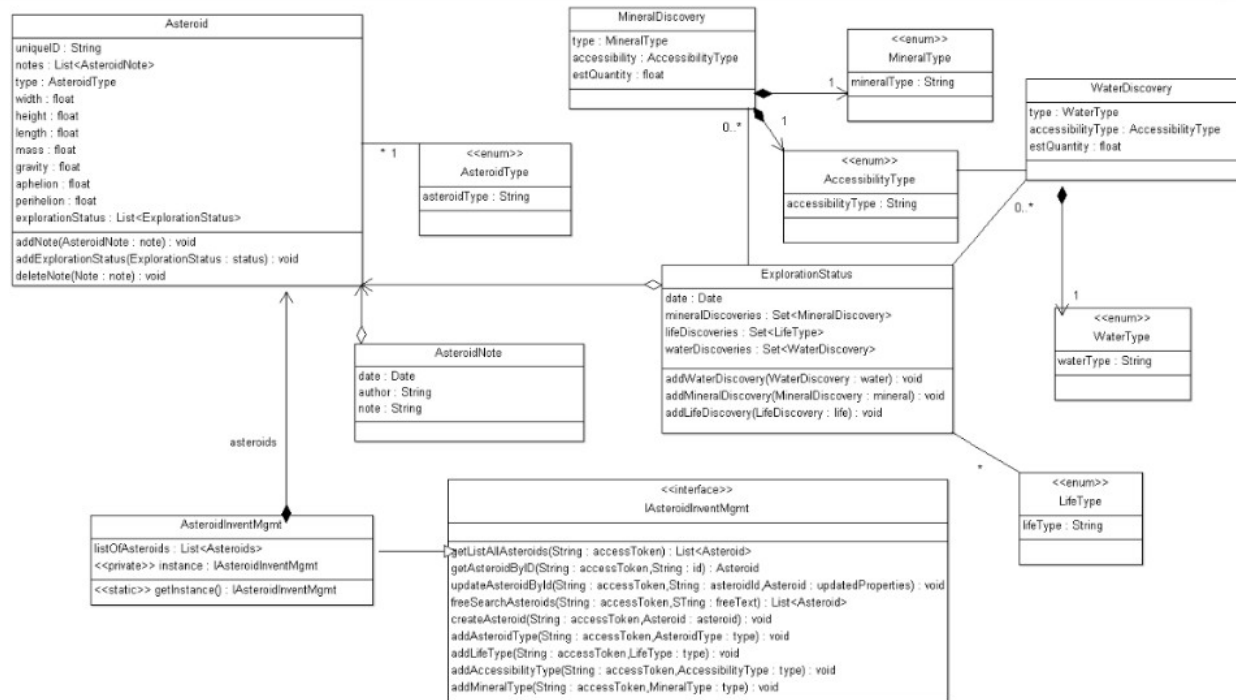 Asteroid
uniqueID : String
notes : List<AsteroidNote>
type : AsteroidType
width : float
height : float
length : float
mass : float
gravity : float
aphelion : float
perihelion : float
explorationStatus : List<ExplorationStatus>
addNote(AsteroidNote : note) : void
addExplorationStatus(ExplorationStatus : status) : void
deleteNote(Note : note) : void
* 1
<<enum>>
AsteroidType
asteroidType : String
MineralDiscovery
type : MineralType
accessibility : AccessibilityType
estQuantity : float
1
1
0..*
<<enum>>
MineralType
mineralType : String
<<enum>>
AccessibilityType
accessibilityType : String
WaterDiscovery
type : WaterType
accessibilityType : AccessibilityType
estQuantity : float
0..*
1
<<enum>>
WaterType
waterType : String
ExplorationStatus
date : Date
mineralDiscoveries : Set<MineralDiscovery>
lifeDiscoveries : Set<LifeType>
waterDiscoveries : Set<WaterDiscovery>
addWaterDiscovery(WaterDiscovery : water) : void
addMineralDiscovery(MineralDiscovery : mineral) : void
addLifeDiscovery(LifeDiscovery : life) : void
AsteroidNote
date : Date
author : String
note : String
asteroids
*
<<enum>>
LifeType
lifeType : String
AsteroidInventMgmt
listOfAsteroids : List<Asteroids>
<<private>> instance : IAsteroidInventMgmt
<<static>> getInstance() : IAsteroidInventMgmt
<<interface>>
IAsteroidInventMgmt
getListAllAsteroids(String : accessToken) : List<Asteroid>
getAsteroidByID(String : accessToken,String : id) : Asteroid
updateAsteroidById(String : accessToken,String : asteroidId,Asteroid : updatedProperties) : void
freeSearchAsteroids(String : accessToken,STring : freeText) : List<Asteroid>
createAsteroid(String : accessToken,Asteroid : asteroid) : void
addAsteroidType(String : accessToken,AsteroidType : type) : void
addLifeType(String : accessToken,LifeType : type) : void
addAccessibilityType(String : accessToken,AccessibilityType : type) : void
addMineralType(String : accessToken,MineralType : type) : void